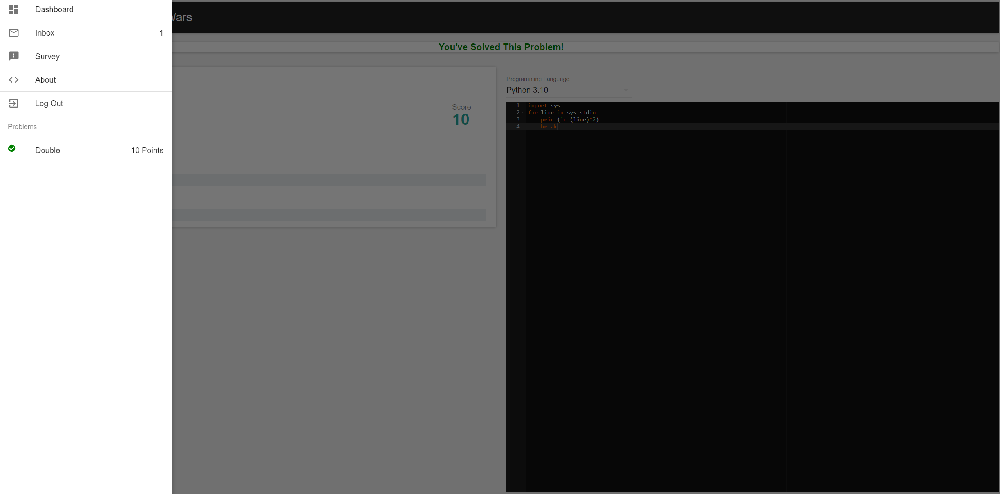 Dashboard
Inbox 1
Survey
About
Log Out
Problems
Double 10 Points
You've Solved This Problem!
Score
10
Programming Language
Python 3.10
1 import sys
2 for line in sys.stdin:
3     print(int(line)*2)
4     break